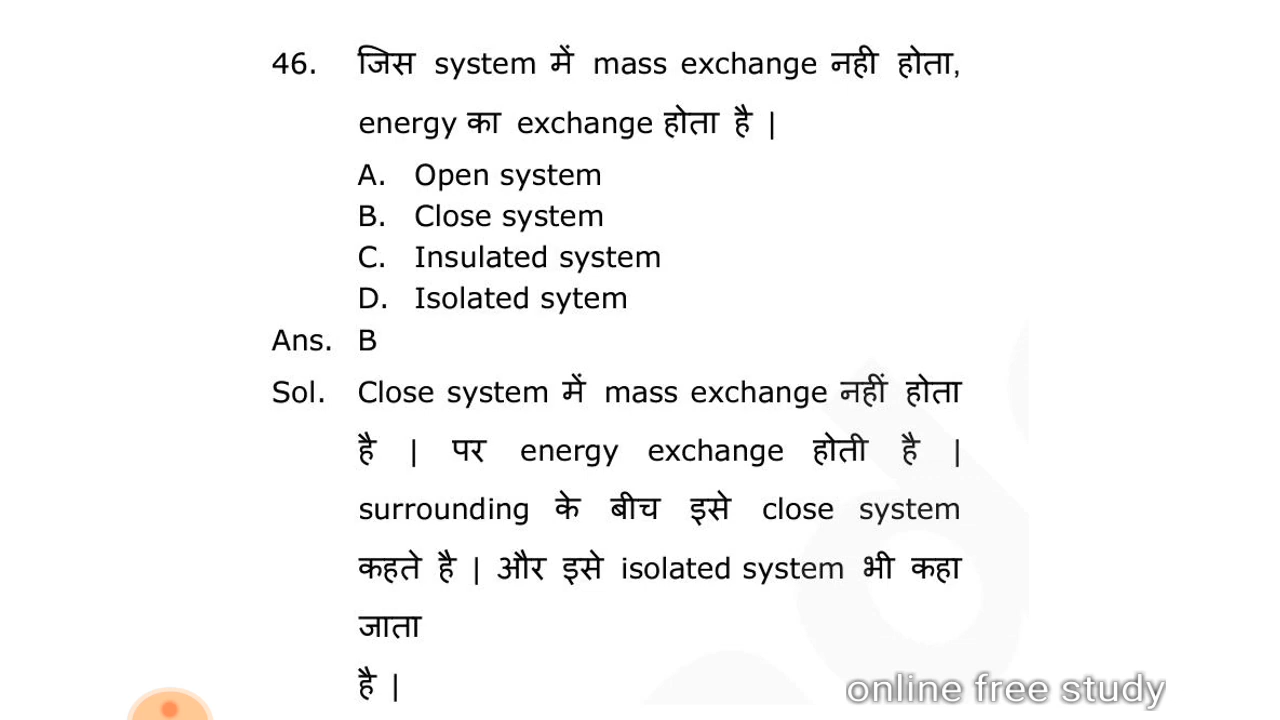 46. जिस system में mass exchange नही होता,
energy का exchange होता है |
A. Open system
B. Close system
C. Insulated system
D. Isolated sytem
Ans. B
Sol. Close system में mass exchange नहीं होता
है | पर energy exchange होती है |
surrounding के बीच इसे close system
कहते है | और इसे isolated system भी कहा
जाता
है |
online free study